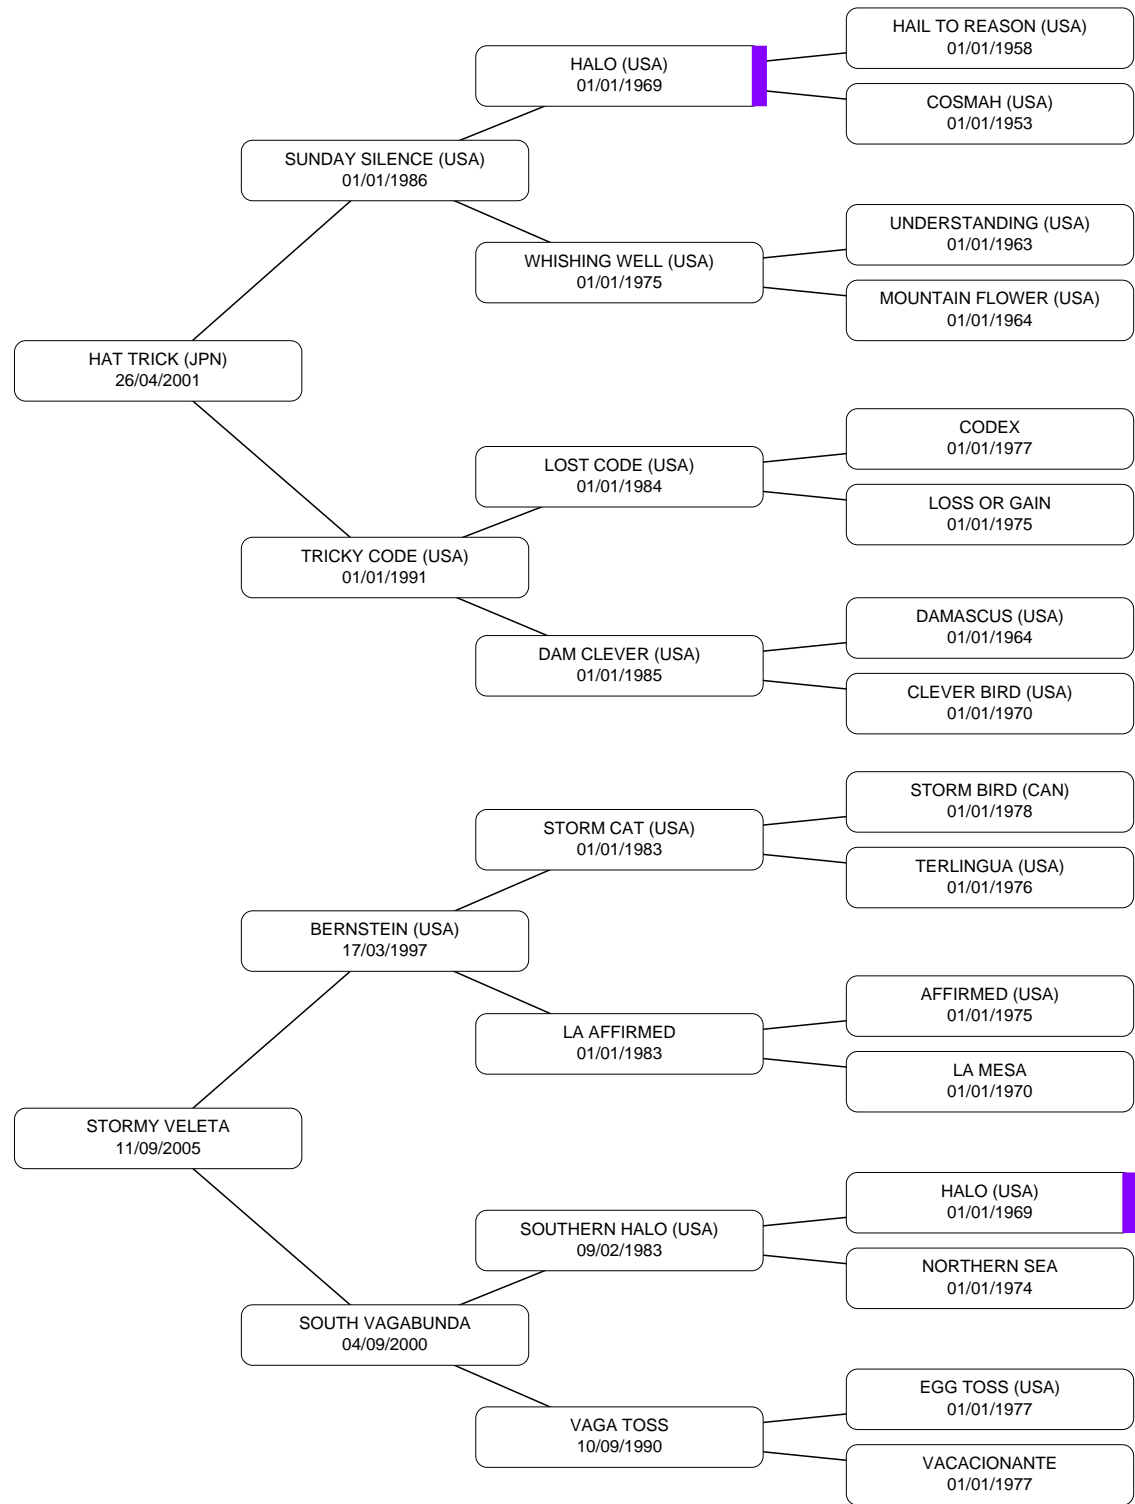 HAIL TO REASON (USA)
01/01/1958
HALO (USA)
01/01/1969
COSMAH (USA)
01/01/1953
SUNDAY SILENCE (USA)
01/01/1986
UNDERSTANDING (USA)
01/01/1963
WHISHING WELL (USA)
01/01/1975
MOUNTAIN FLOWER (USA)
01/01/1964
HAT TRICK (JPN)
26/04/2001
CODEX
01/01/1977
LOST CODE (USA)
01/01/1984
LOSS OR GAIN
01/01/1975
TRICKY CODE (USA)
01/01/1991
DAMASCUS (USA)
01/01/1964
DAM CLEVER (USA)
01/01/1985
CLEVER BIRD (USA)
01/01/1970
STORM BIRD (CAN)
01/01/1978
STORM CAT (USA)
01/01/1983
TERLINGUA (USA)
01/01/1976
BERNSTEIN (USA)
17/03/1997
AFFIRMED (USA)
01/01/1975
LA AFFIRMED
01/01/1983
LA MESA
01/01/1970
STORMY VELETA
11/09/2005
HALO (USA)
01/01/1969
SOUTHERN HALO (USA)
09/02/1983
NORTHERN SEA
01/01/1974
SOUTH VAGABUNDA
04/09/2000
EGG TOSS (USA)
01/01/1977
VAGA TOSS
10/09/1990
VACACIONANTE
01/01/1977